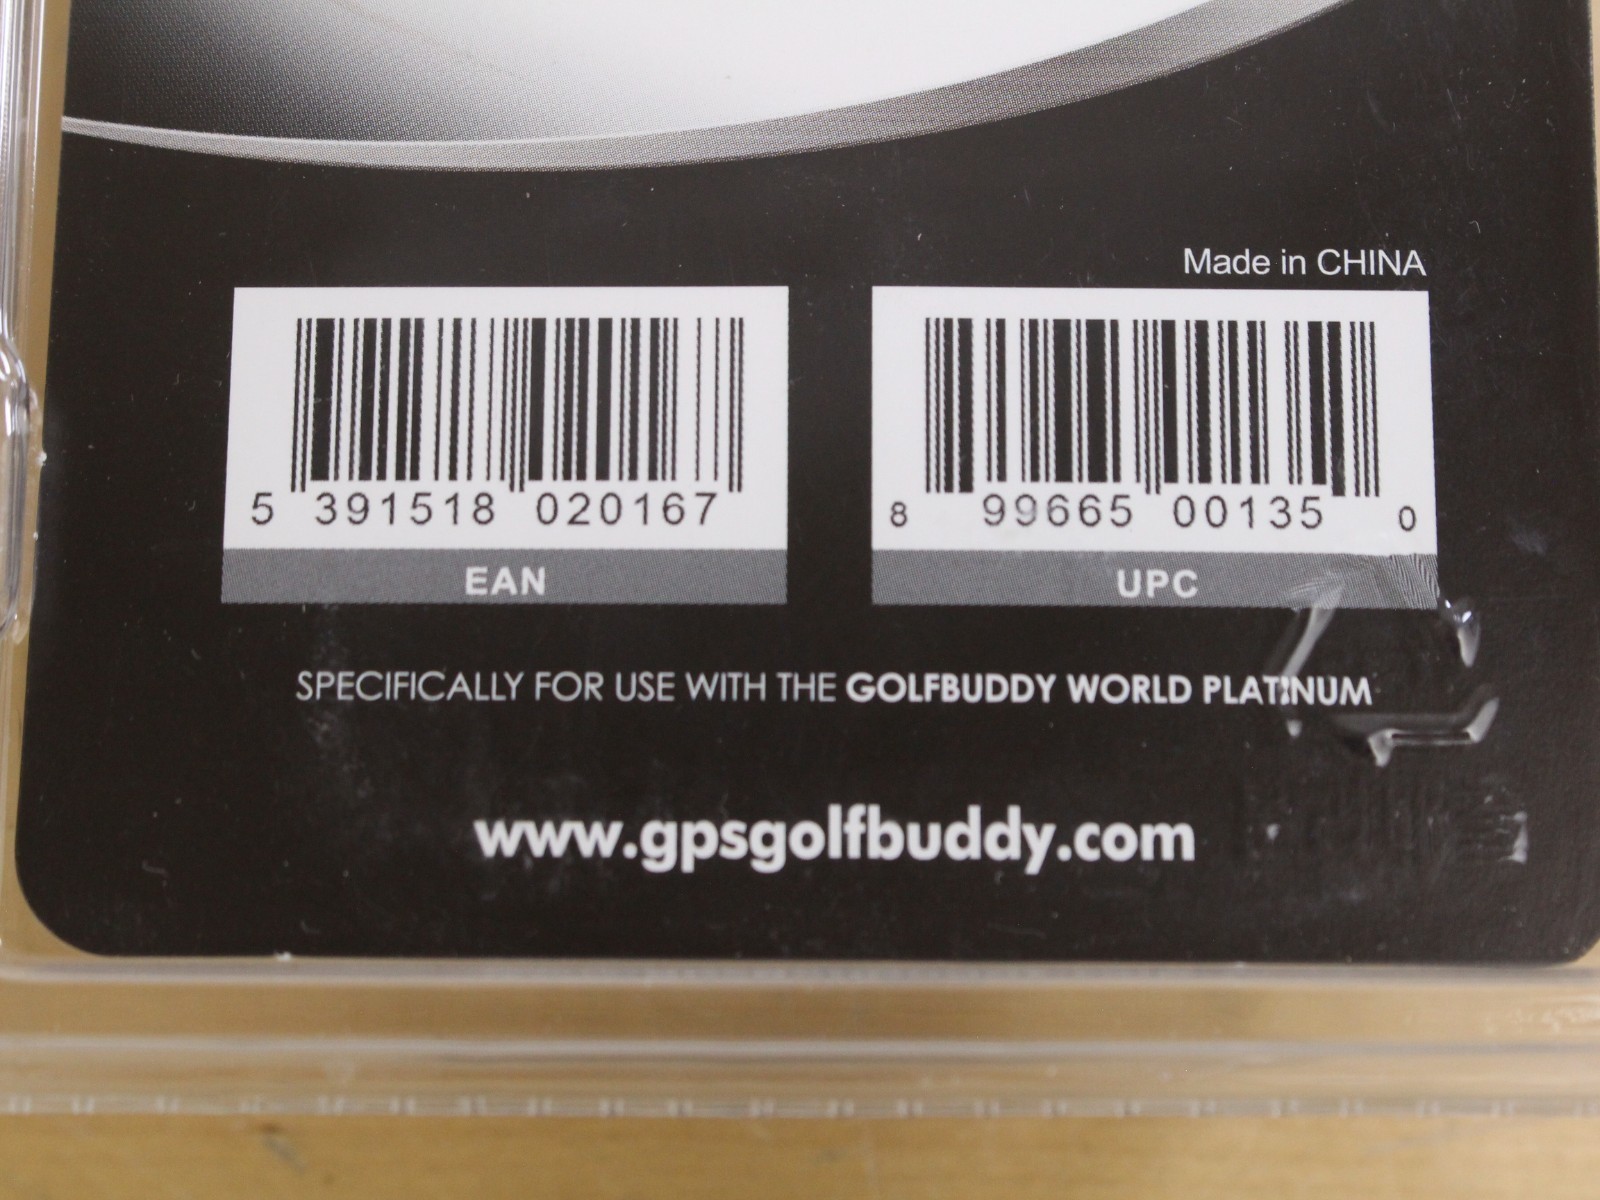 Made in CHINA
5 391518 020167
8 99665 00135 0
EAN
UPC
SPECIFICALLY FOR USE WITH THE GOLFBUDDY WORLD PLATINUM
www.gpsgolfbuddy.com